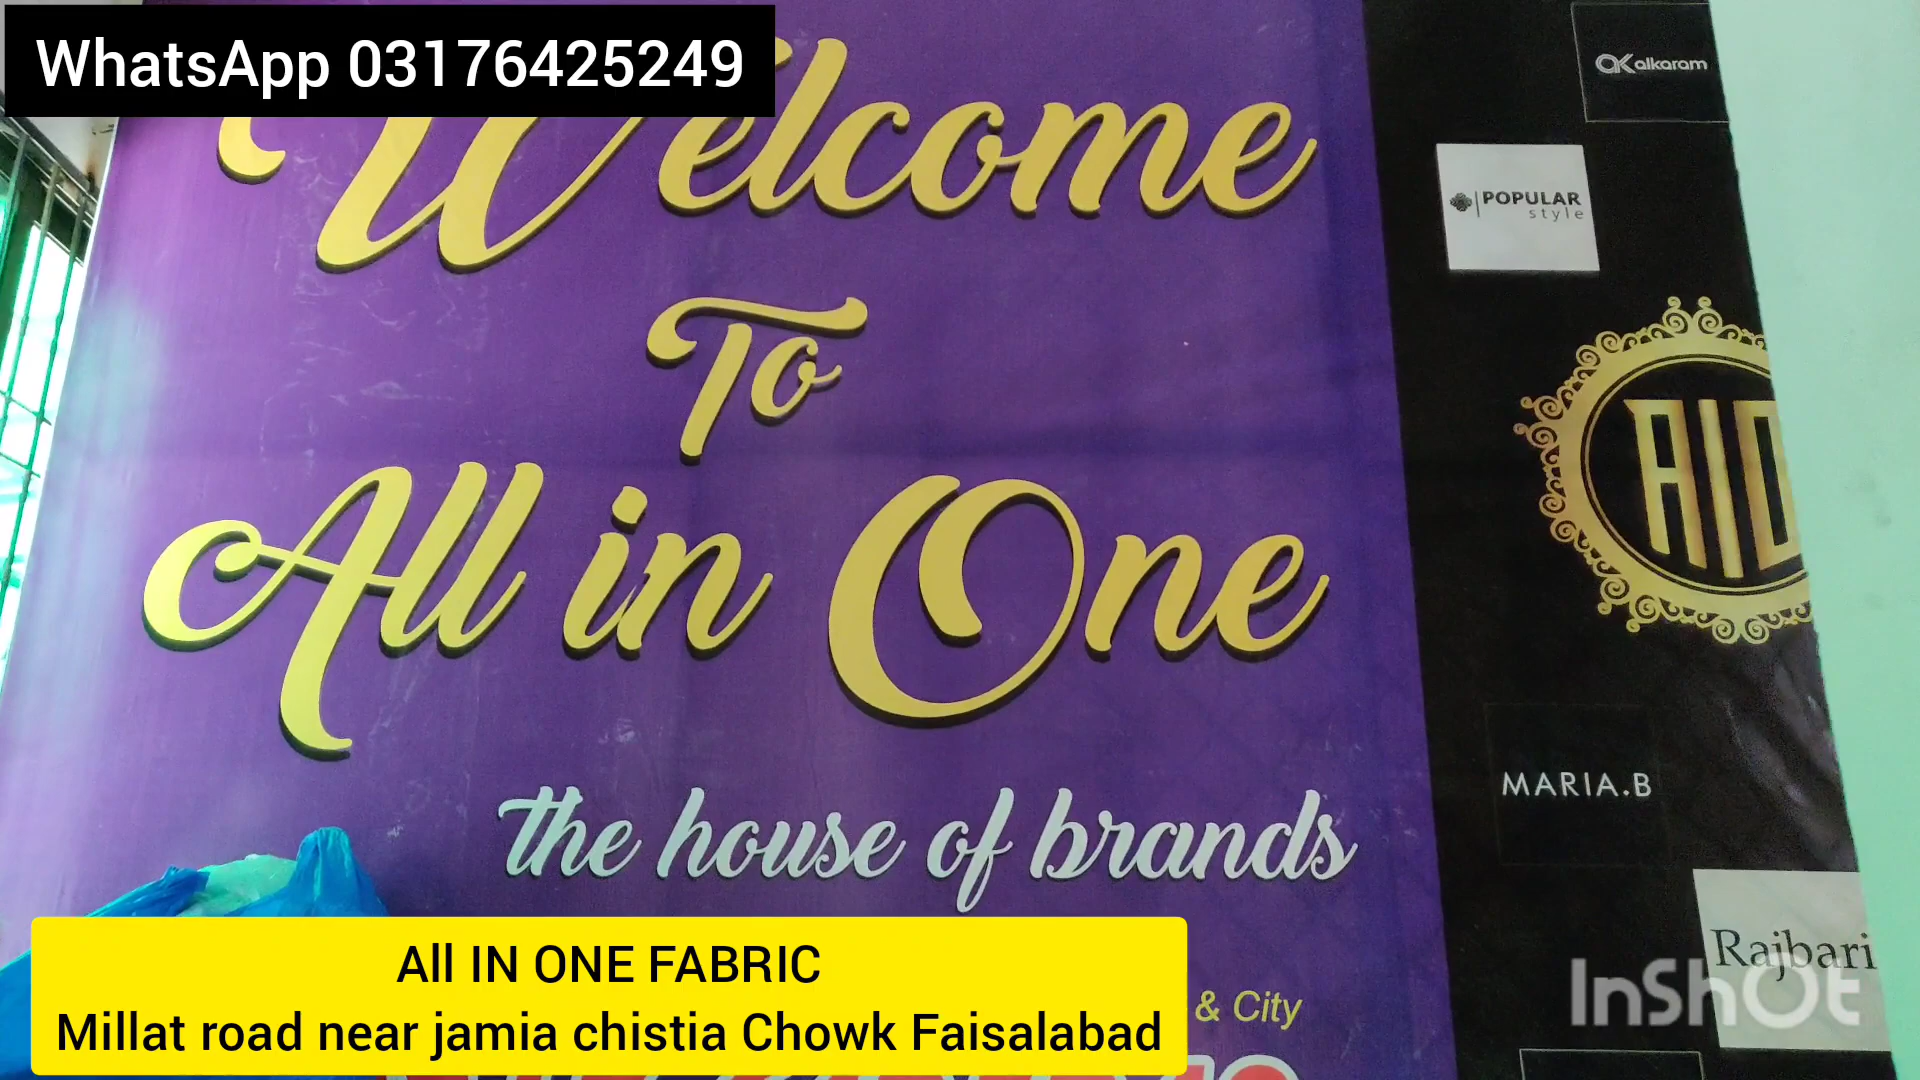 WhatsApp 03176425249
Welcome
To
All in One
the house of brands
& City
alkaram
POPULAR
style
AIO
MARIA.B
Rajbari
InShOt
All IN ONE FABRIC
Millat road near jamia chistia Chowk Faisalabad